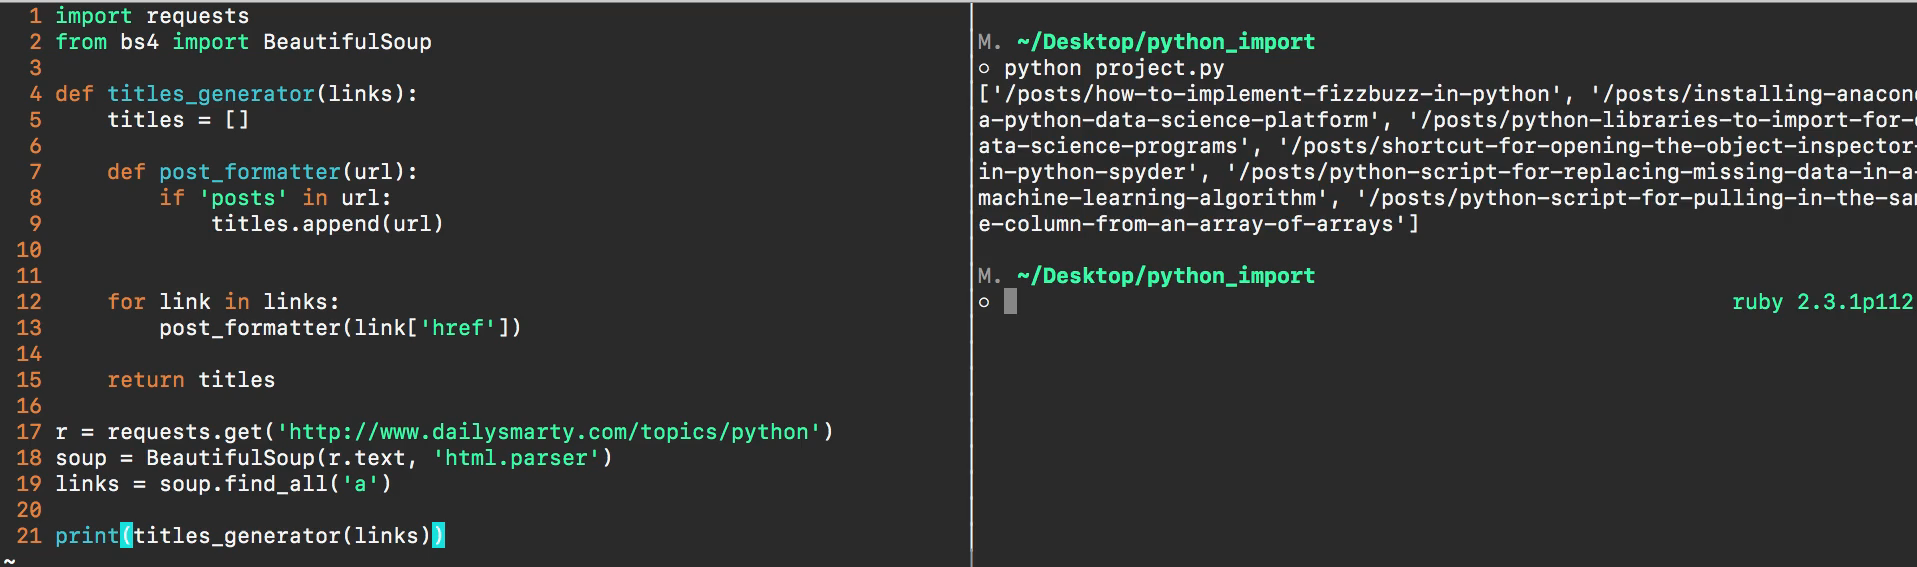 1 import requests
2 from bs4 import BeautifulSoup
3
4 def titles_generator(links):
5     titles = []
6
7     def post_formatter(url):
8         if 'posts' in url:
9             titles.append(url)
10
11
12     for link in links:
13         post_formatter(link['href'])
14
15     return titles
16
17 r = requests.get('http://www.dailysmarty.com/topics/python')
18 soup = BeautifulSoup(r.text, 'html.parser')
19 links = soup.find_all('a')
20
21 print(titles_generator(links))
~
M. ~/Desktop/python_import
○ python project.py
['/posts/how-to-implement-fizzbuzz-in-python', '/posts/installing-anacon
a-python-data-science-platform', '/posts/python-libraries-to-import-for-
ata-science-programs', '/posts/shortcut-for-opening-the-object-inspector-
in-python-spyder', '/posts/python-script-for-replacing-missing-data-in-a-
machine-learning-algorithm', '/posts/python-script-for-pulling-in-the-sa
e-column-from-an-array-of-arrays']
M. ~/Desktop/python_import
○ ruby 2.3.1p112